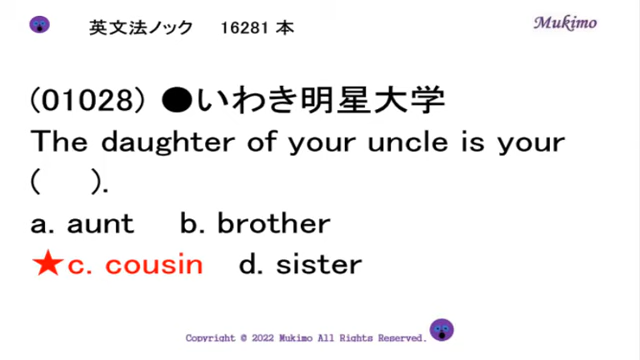 英文法ノック 16281 本 Mukimo
(01028) ●いわき明星大学
The daughter of your uncle is your
( ).
a. aunt b. brother
★c. cousin d. sister
Copyright @ 2022 Mukimo All Rights Reserved.